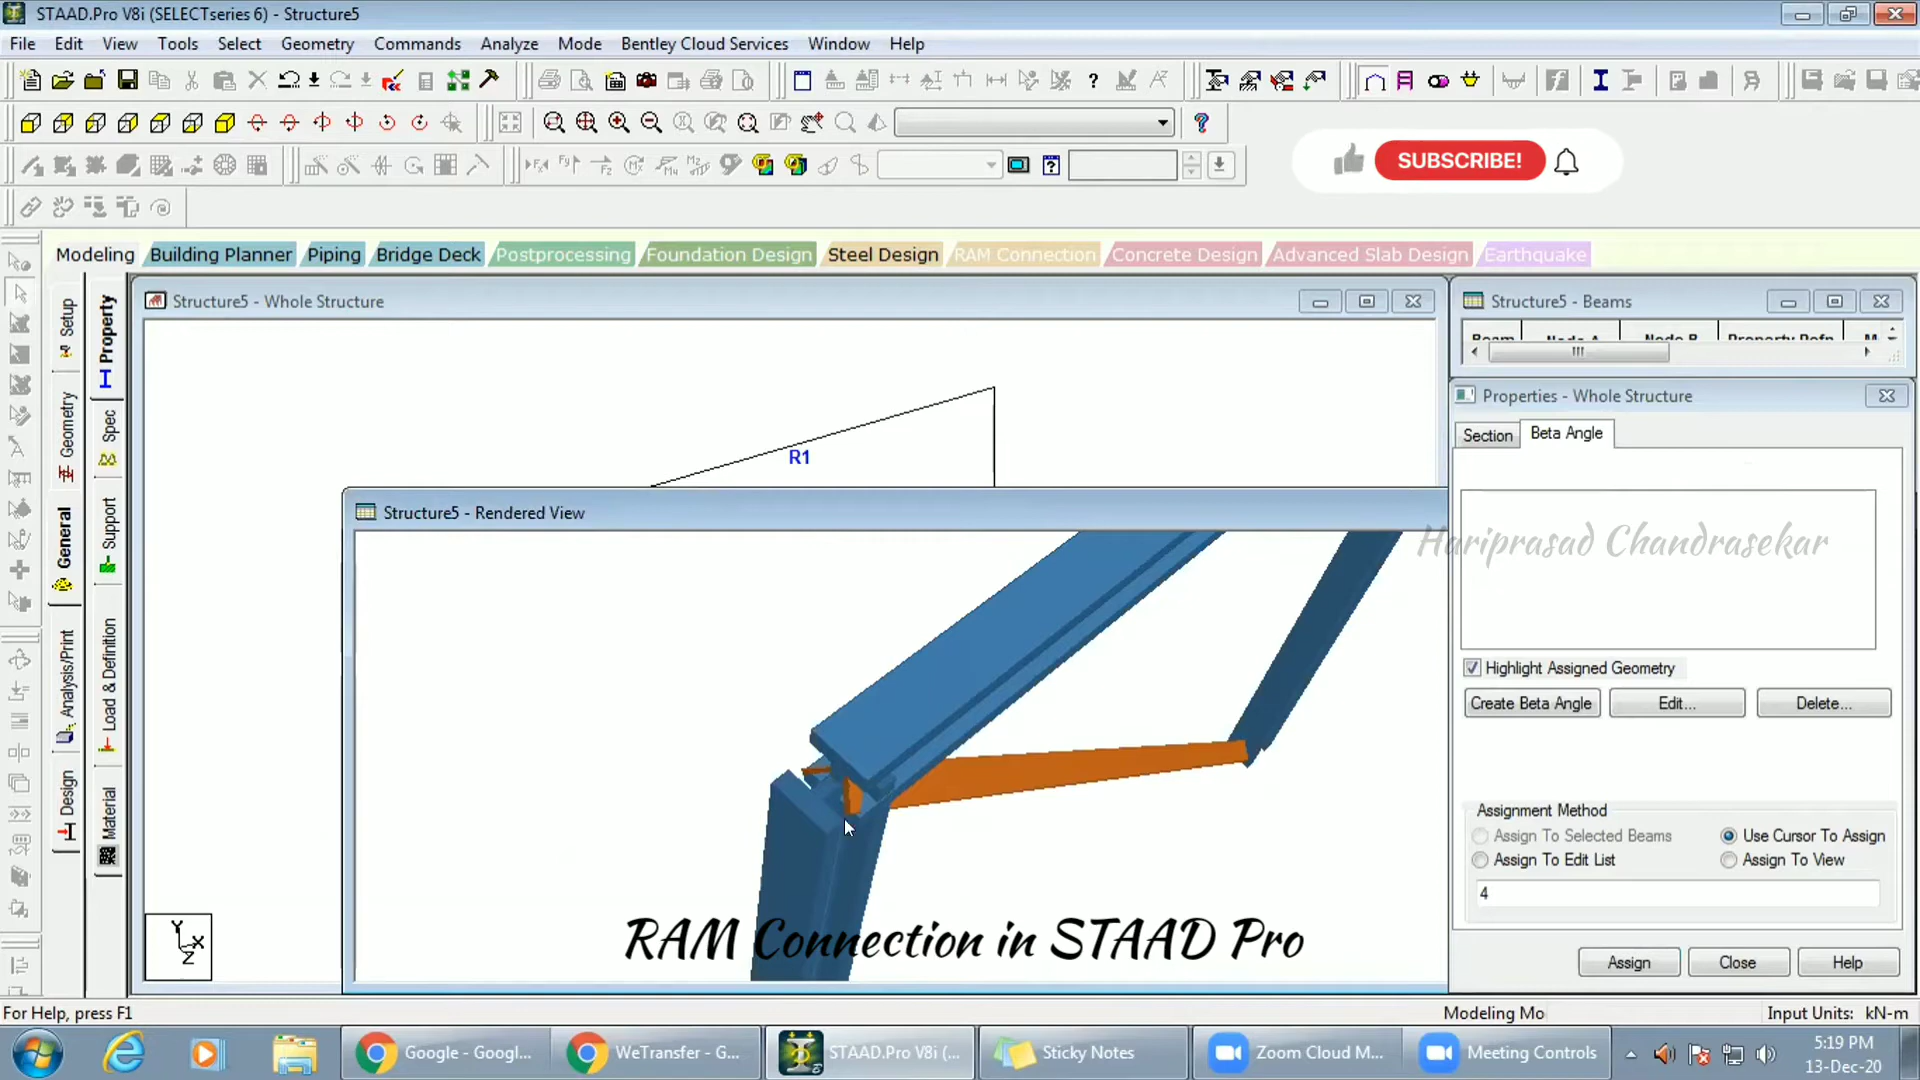 STAAD.Pro V8i (SELECTseries 6) - Structure5
File Edit View Tools Select Geometry Commands Analyze Mode Bentley Cloud Services Window Help
SUBSCRIBE!
Modeling Building Planner Piping Bridge Deck Postprocessing Foundation Design Steel Design RAM Connection Concrete Design Advanced Slab Design Earthquake
Setup
Geometry
General
Analysis/Print
Design
Property
Spec
Support
Load & Definition
Material
Structure5 - Whole Structure
R1
Structure5 - Rendered View
Y
X
Z
RAM Connection in STAAD Pro
Structure5 - Beams
Beam Node A Node B Property Refn M
Properties - Whole Structure
Section Beta Angle
Hariprasad Chandrasekar
Highlight Assigned Geometry
Create Beta Angle Edit... Delete...
Assignment Method
Assign To Selected Beams Use Cursor To Assign
Assign To Edit List Assign To View
4
Assign Close Help
For Help, press F1 Modeling Mo Input Units: kN-m
Google - Googl... WeTransfer - G... STAAD.Pro V8i (... Sticky Notes Zoom Cloud M... Meeting Controls
5:19 PM
13-Dec-20